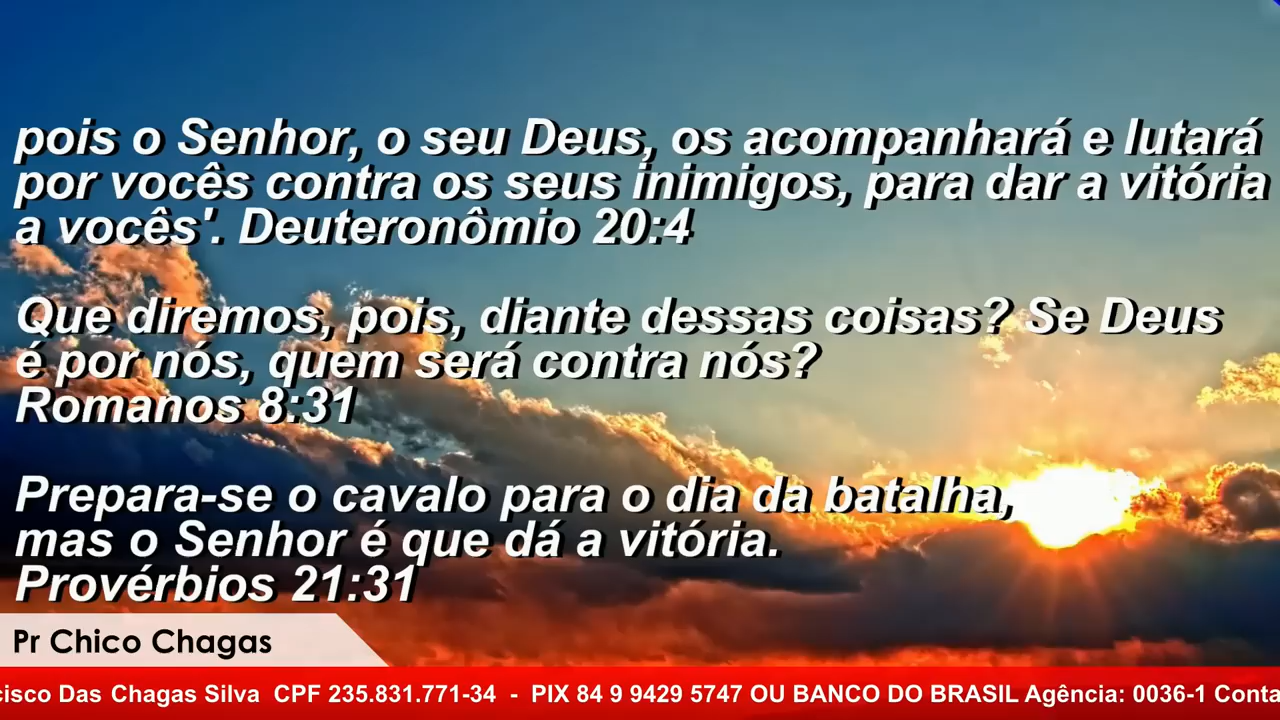 pois o Senhor, o seu Deus, os acompanhará e lutará
por vocês contra os seus inimigos, para dar a vitória
a vocês'. Deuteronômio 20:4
Que diremos, pois, diante dessas coisas? Se Deus
é por nós, quem será contra nós?
Romanos 8:31
Prepara-se o cavalo para o dia da batalha,
mas o Senhor é que dá a vitória.
Provérbios 21:31
Pr Chico Chagas
cisco Das Chagas Silva CPF 235.831.771-34 - PIX 84 9 9429 5747 OU BANCO DO BRASIL Agência: 0036-1 Conta